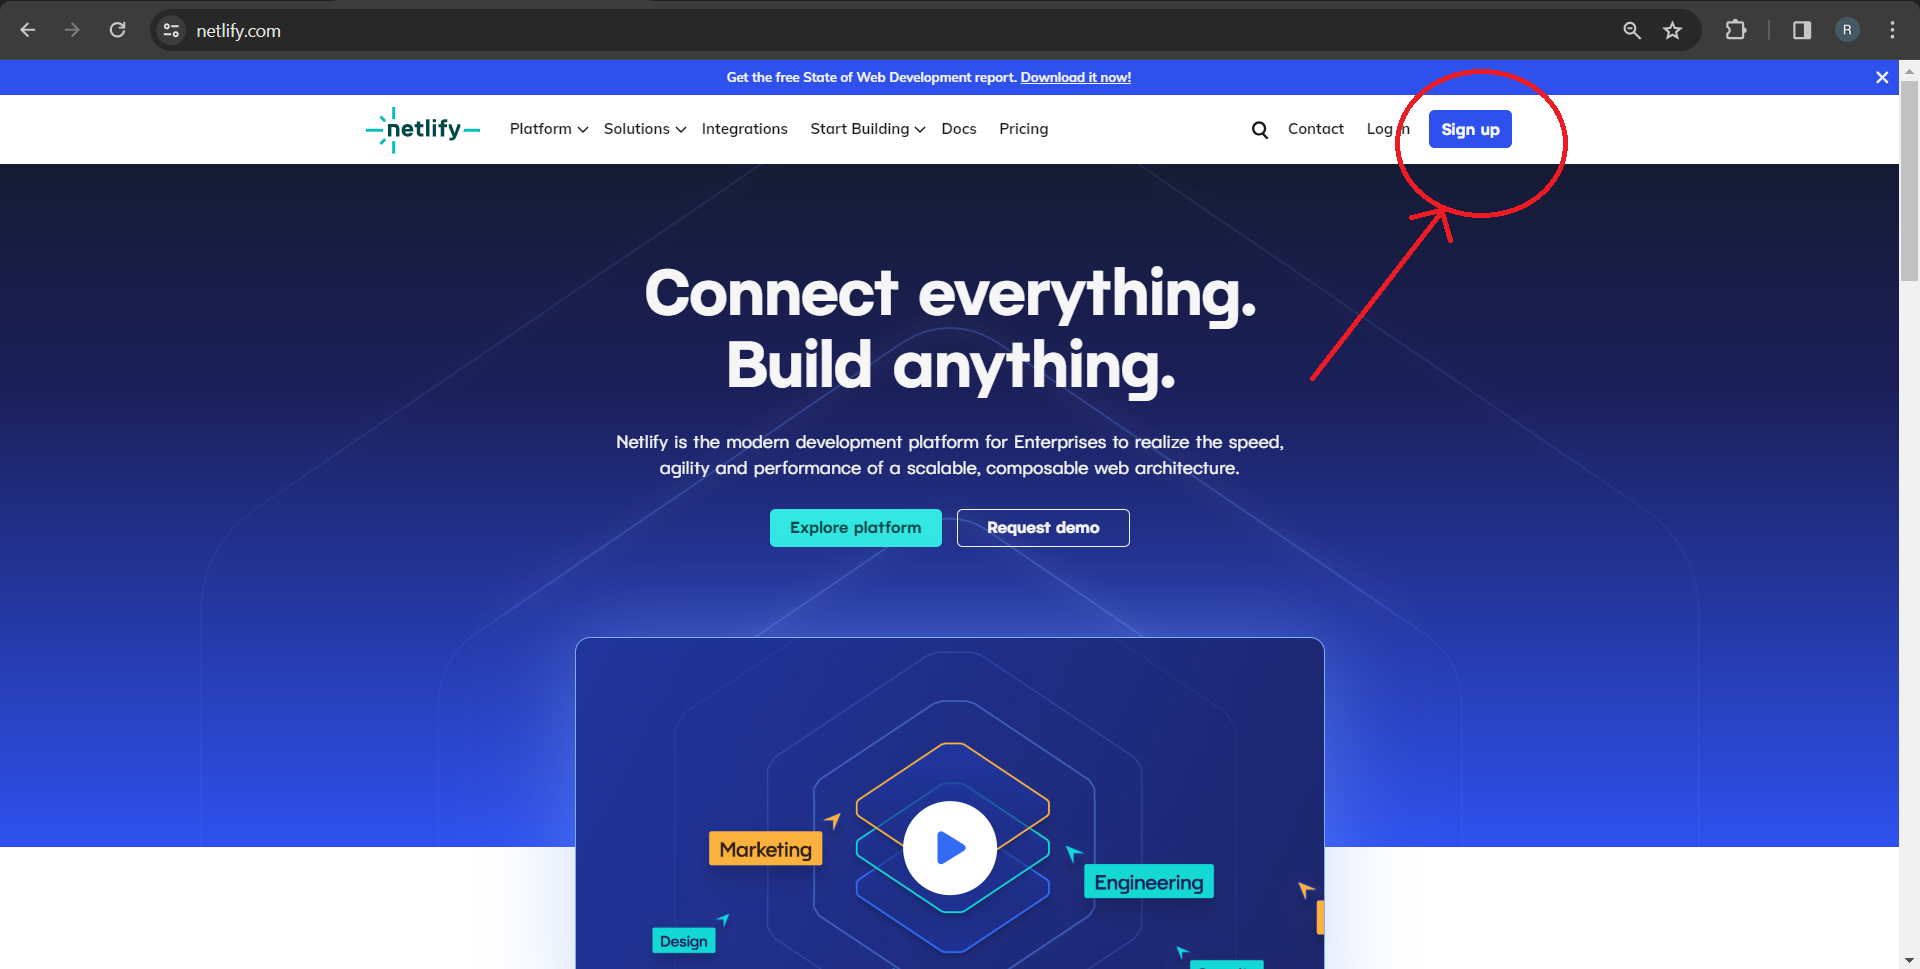 netlify.com
R
Get the free State of Web Development report. Download it now!
netlify
Platform Solutions Integrations Start Building Docs Pricing
Contact Log in Sign up
Connect everything.
Build anything.
Netlify is the modern development platform for Enterprises to realize the speed,
agility and performance of a scalable, composable web architecture.
Explore platform Request demo
Marketing
Engineering
Design